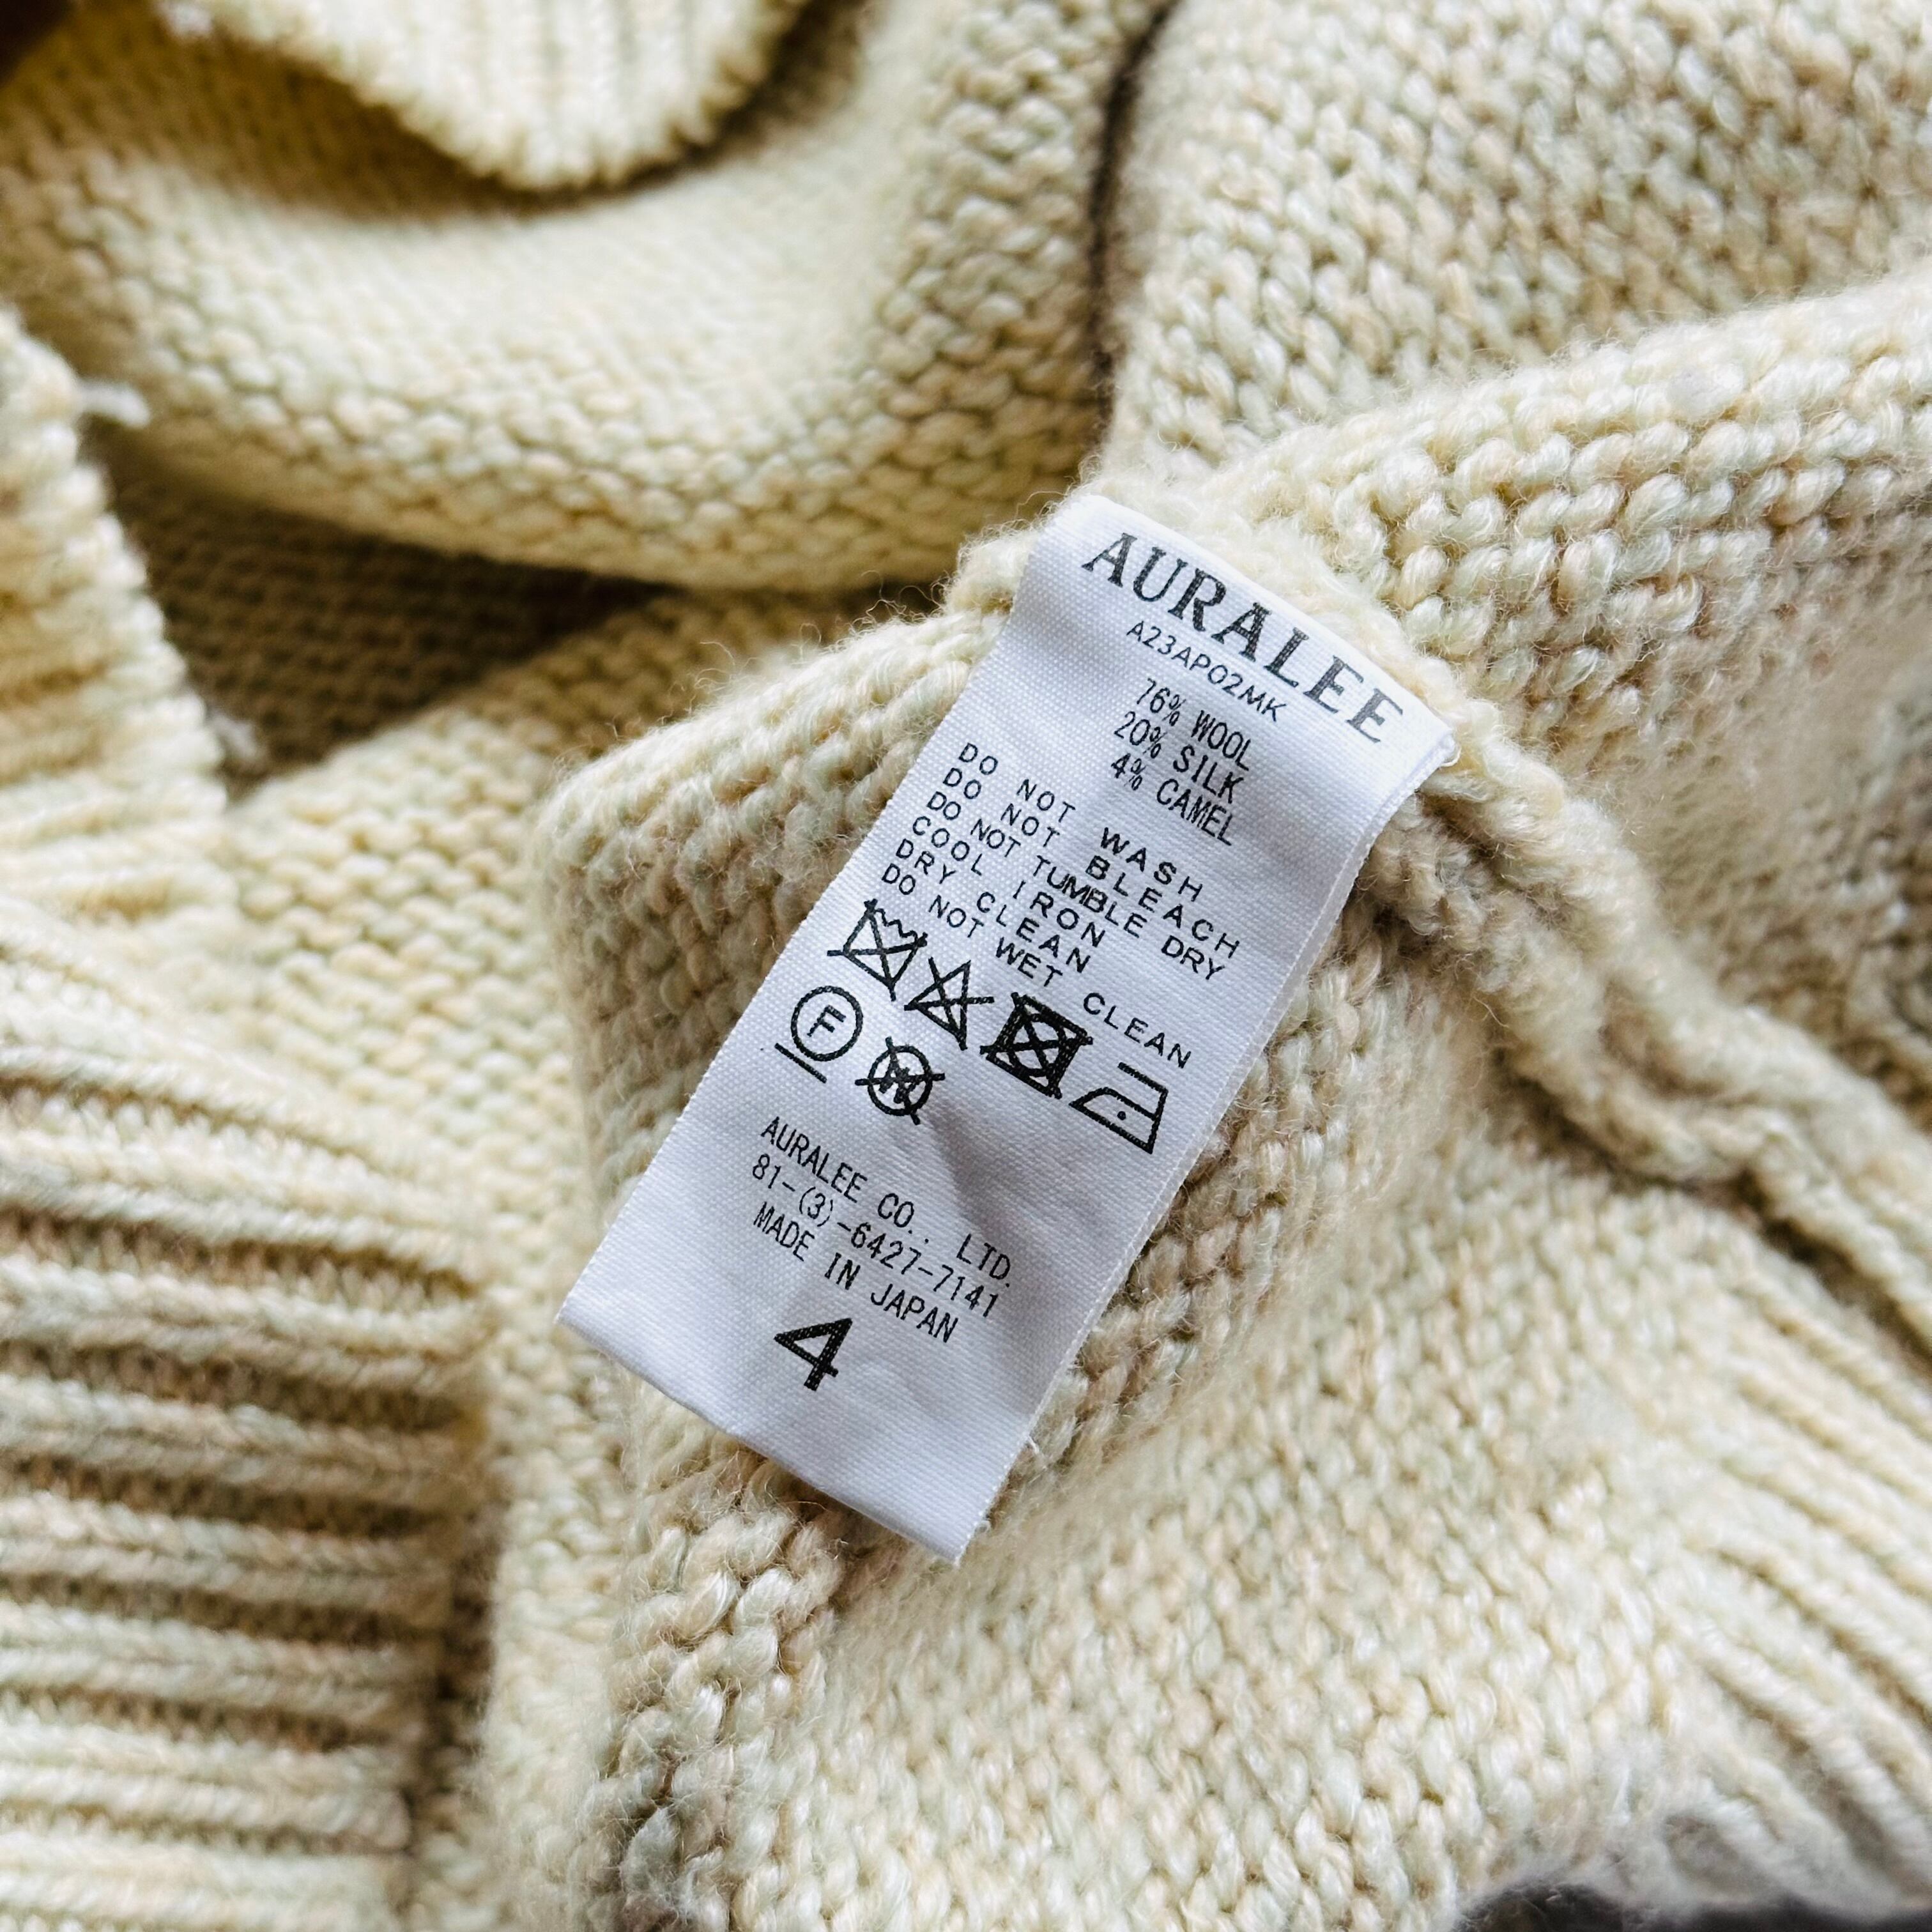 AURALEE
A23AP02MK
76% WOOL
20% SILK
4% CAMEL
DO NOT WASH
DO NOT BLEACH
DO NOT TUMBLE DRY
COOL IRON
DRY CLEAN
DO NOT WET CLEAN
F
W
AURALEE CO., LTD.
81-(3)-6427-7141
MADE IN JAPAN
4